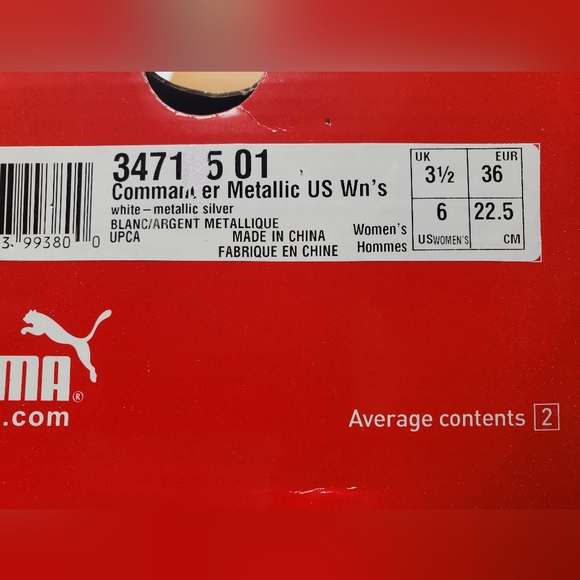 3471 5 01
Comman er Metallic US Wn's
white – metallic silver
BLANC/ARGENT METALLIQUE
UPCA MADE IN CHINA
FABRIQUE EN CHINE
Women's
Hommes
UK EUR
3½ 36
6 22.5
US WOMEN'S CM
3 99380 0
MA®
.com
Average contents 2